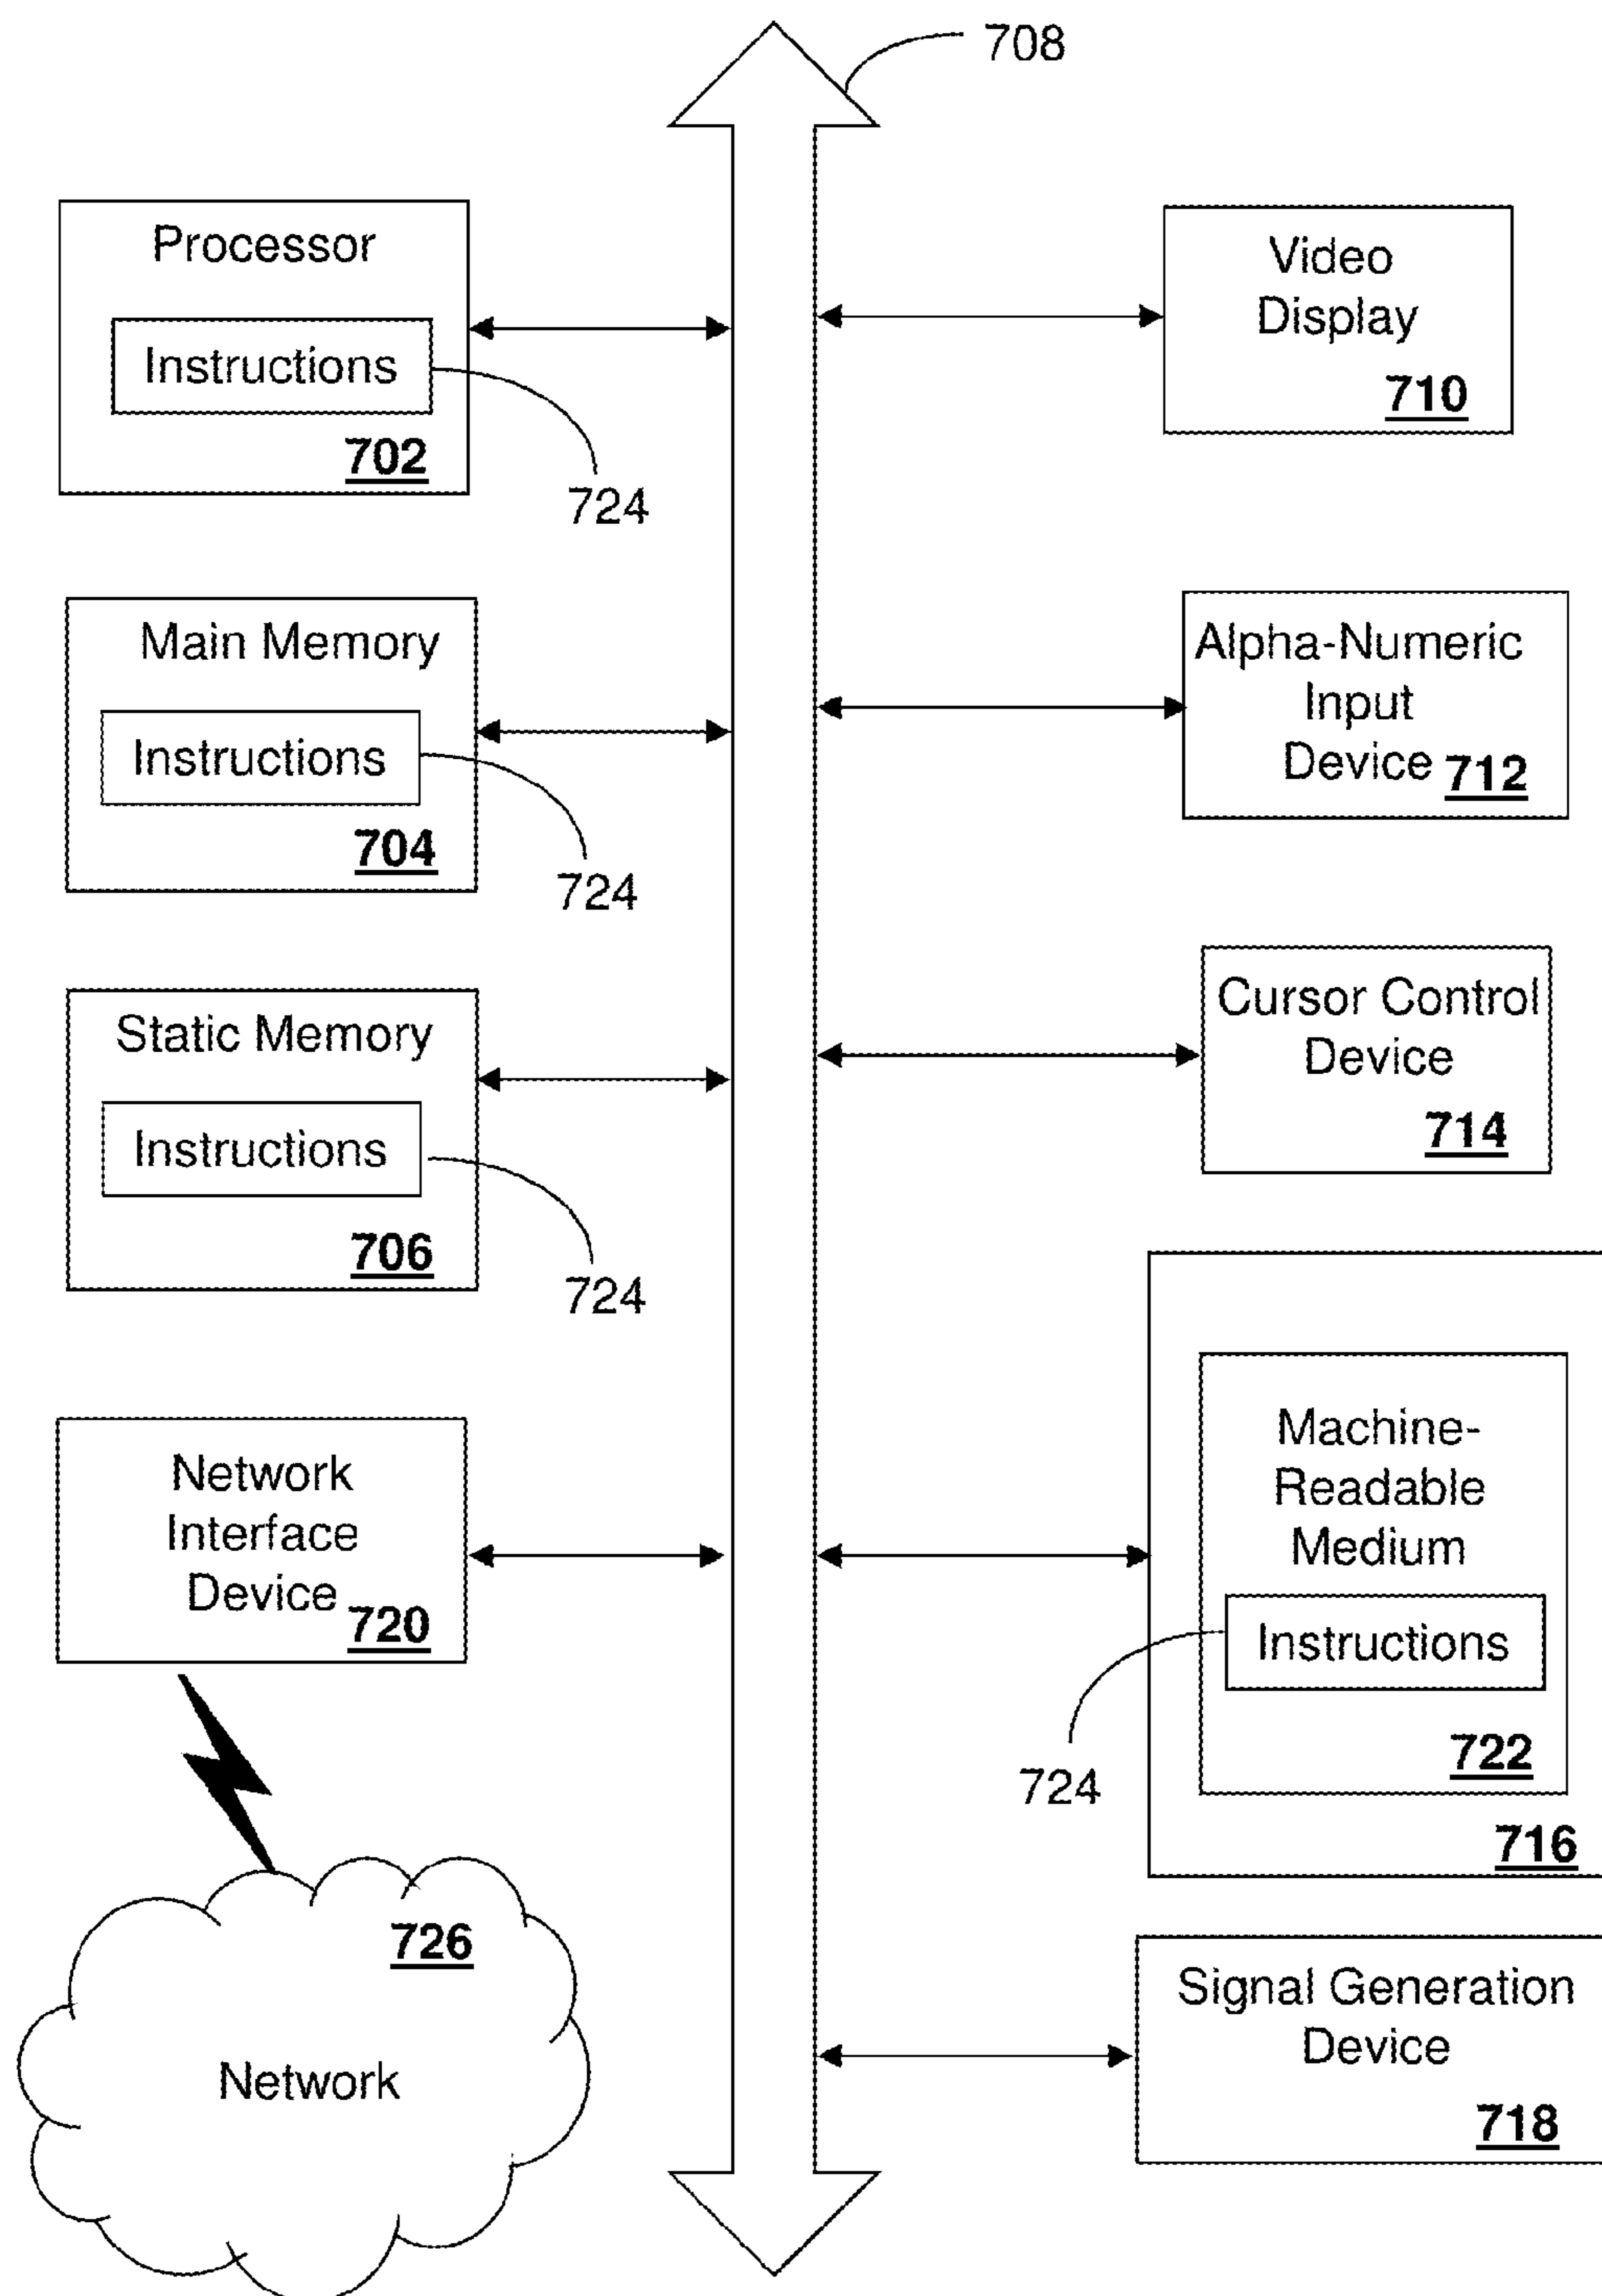 708
Processor
Instructions
702
724
Main Memory
Instructions
704
724
Static Memory
Instructions
706
724
Network
Interface
Device
720
726
Network
Video
Display
710
Alpha-Numeric
Input
Device
712
Cursor Control
Device
714
Machine-
Readable
Medium
Instructions
722
724
716
Signal Generation
Device
718